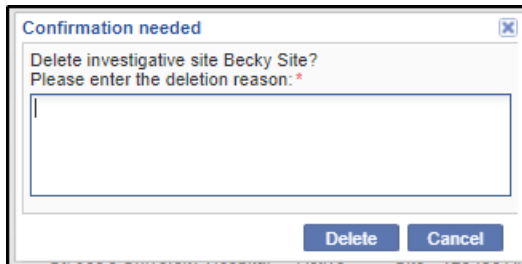 Confirmation needed
Delete investigative site Becky Site?
Please enter the deletion reason: *
Delete Cancel